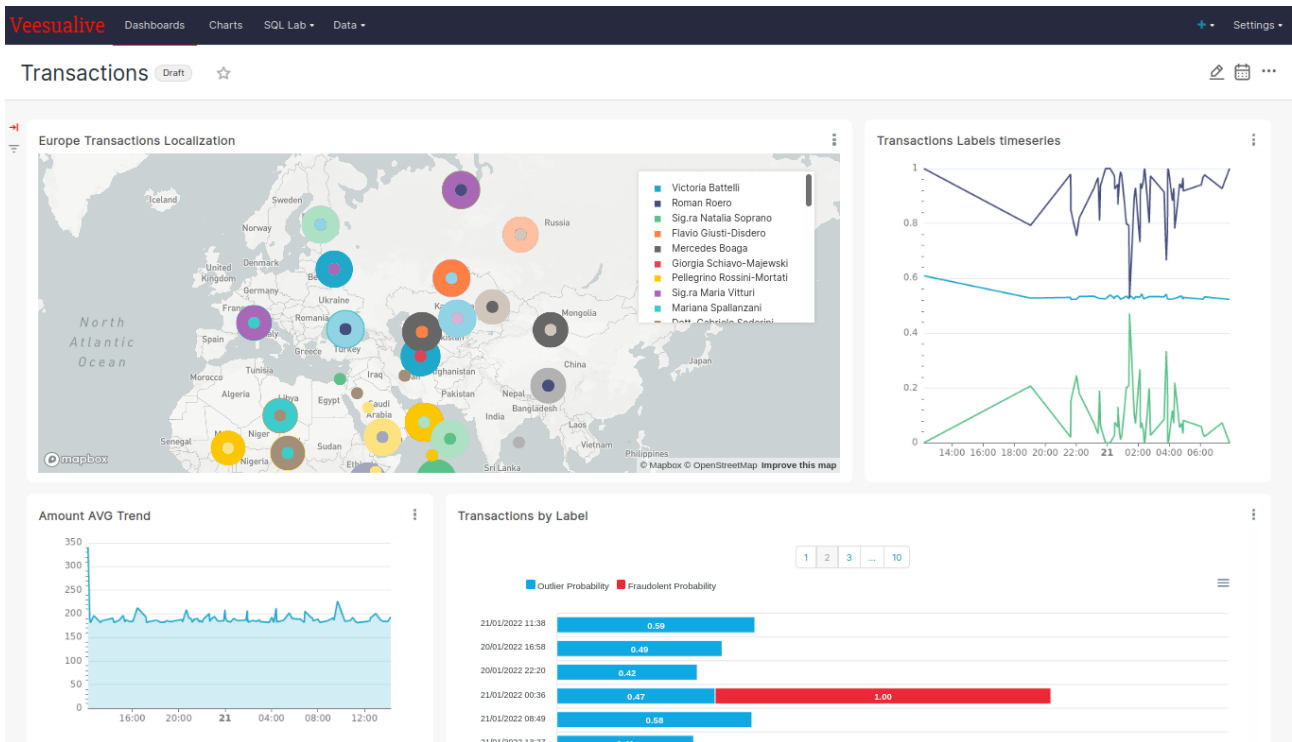 Veesualive Dashboards Charts SQL Lab Data Settings
Transactions Draft
Europe Transactions Localization
Iceland
Sweden
Norway
Russia
United Kingdom
Denmark
Germany
Ukraine
Romania
Mongolia
North Atlantic Ocean
Spain
Greece
Turkey
China
Japan
Morocco
Tunisia
Iraq
Algeria
Egypt
Pakistan
Nepal
Bangladesh
India
Laos
Niger
Senegal
Sudan
Nigeria
Vietnam
Philippines
Sri Lanka
mapbox
© Mapbox © OpenStreetMap Improve this map
Victoria Battelli
Roman Roero
Sig.ra Natalia Soprano
Flavio Giusti-Disdero
Mercedes Boaga
Giorgia Schiavo-Majewski
Pellegrino Rossini-Mortati
Sig.ra Maria Vitturi
Mariana Spallanzani
Transactions Labels timeseries
1
0.8
0.6
0.4
0.2
0
14:00 16:00 18:00 20:00 22:00 21 02:00 04:00 06:00
Amount AVG Trend
350
300
250
200
150
100
50
0
16:00 20:00 21 04:00 08:00 12:00
Transactions by Label
1 2 3 ... 10
Outlier Probability Fraudolent Probability
21/01/2022 11:38 0.59
20/01/2022 16:58 0.49
20/01/2022 22:20 0.42
21/01/2022 00:36 0.47 1.00
21/01/2022 08:49 0.58